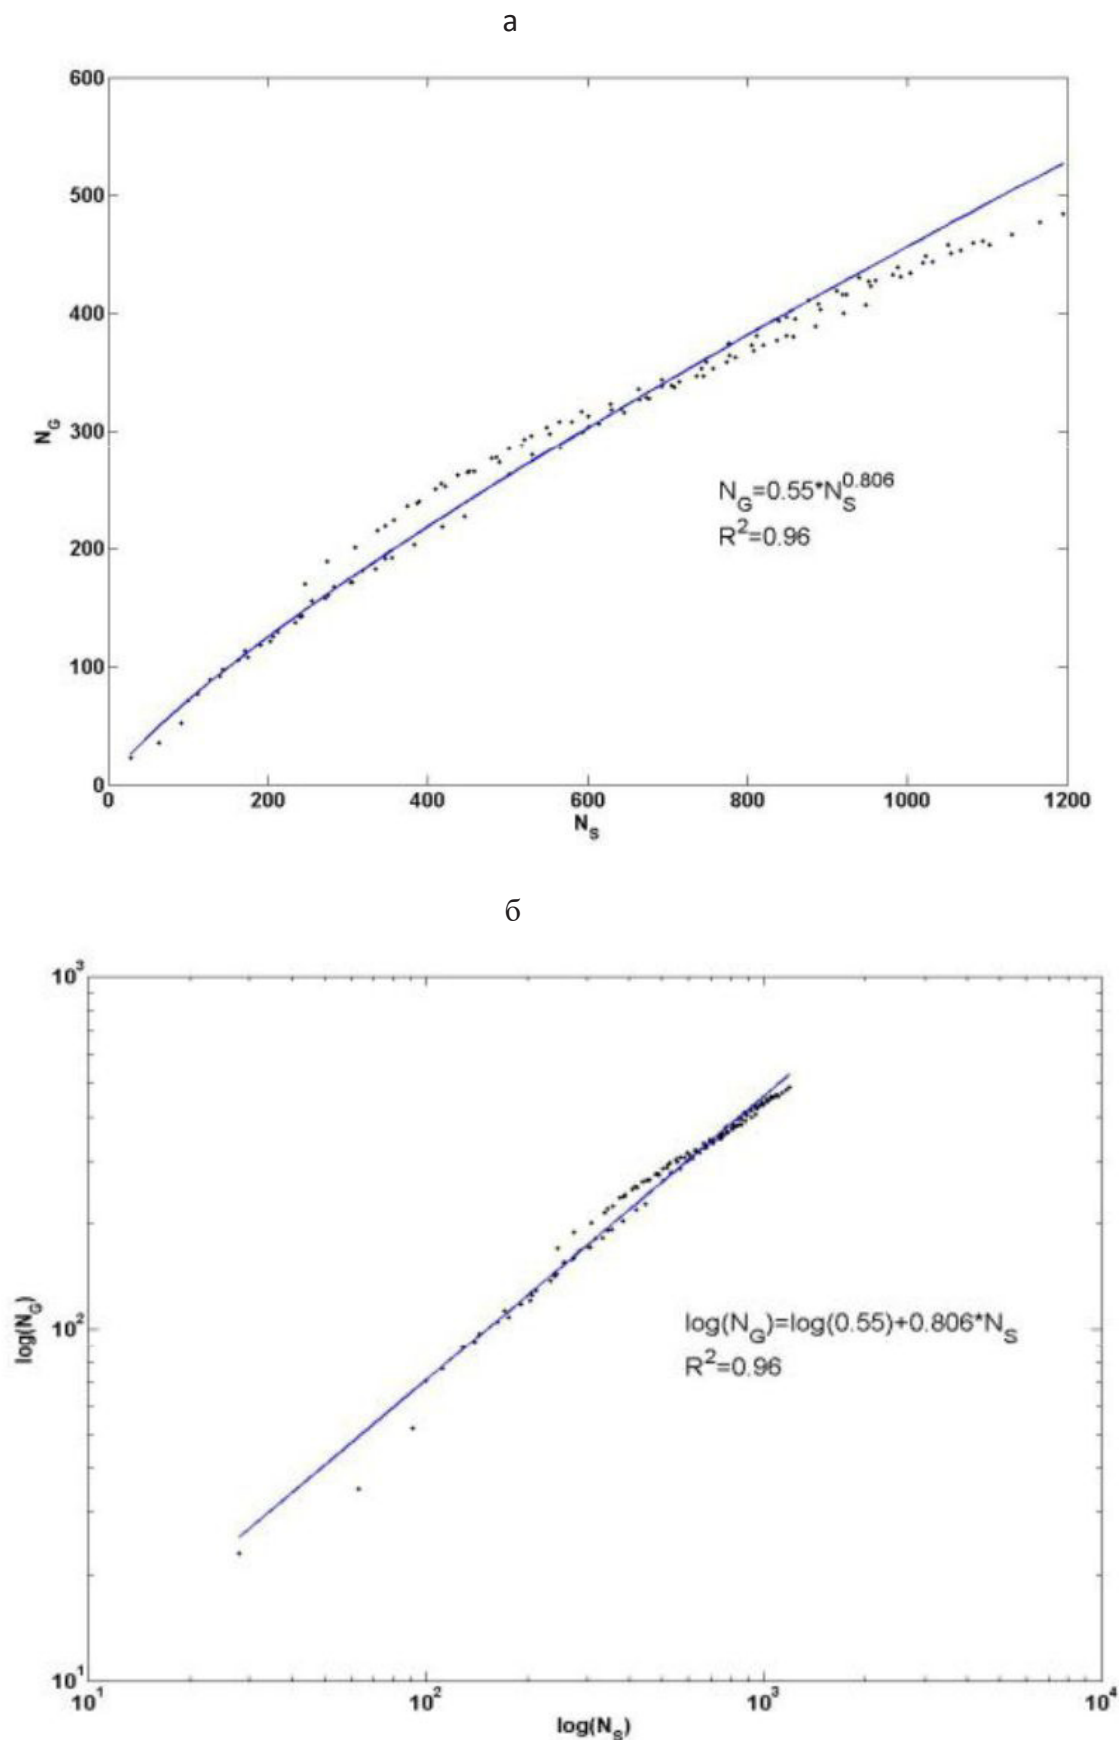 а
600
500
400
300
200
100
0
N_G
N_G=0.55*N_S^0.806
R^2=0.96
0 200 400 600 800 1000 1200
N_S
б
10^3
10^2
10^1
log(N_G)
log(N_G)=log(0.55)+0.806*N_S
R^2=0.96
10^1 10^2 10^3 10^4
log(N_S)